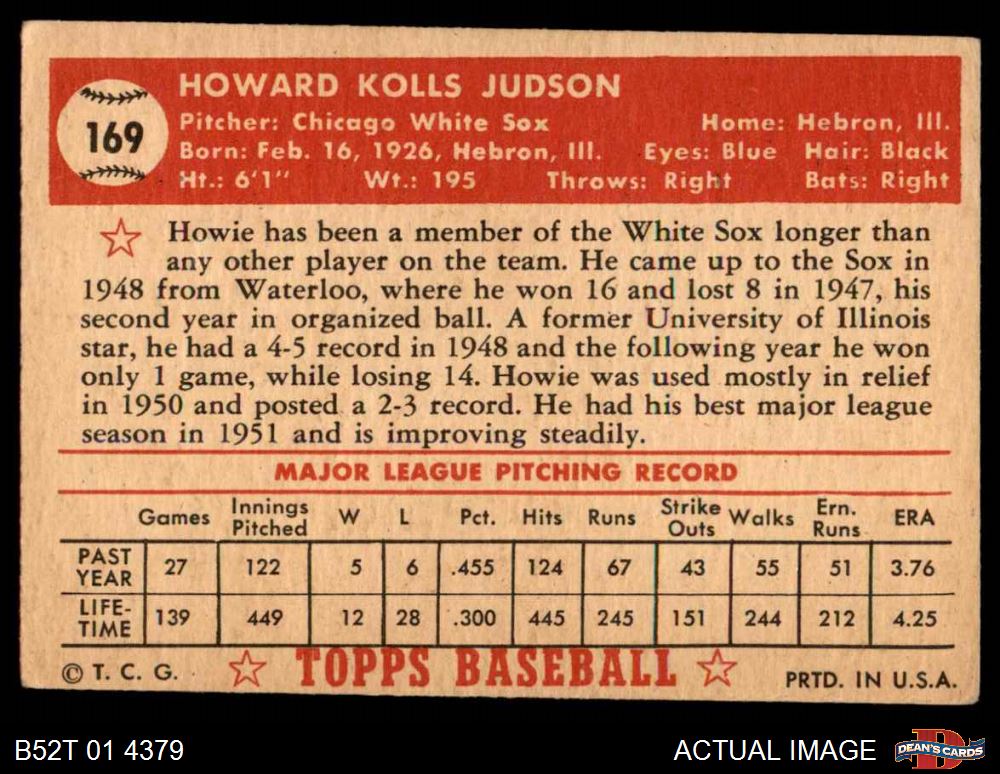 169
HOWARD KOLLS JUDSON
Pitcher: Chicago White Sox Home: Hebron, Ill.
Born: Feb. 16, 1926, Hebron, Ill. Eyes: Blue Hair: Black
Ht.: 6'1" Wt.: 195 Throws: Right Bats: Right
Howie has been a member of the White Sox longer than
any other player on the team. He came up to the Sox in
1948 from Waterloo, where he won 16 and lost 8 in 1947, his
second year in organized ball. A former University of Illinois
star, he had a 4-5 record in 1948 and the following year he won
only 1 game, while losing 14. Howie was used mostly in relief
in 1950 and posted a 2-3 record. He had his best major league
season in 1951 and is improving steadily.
MAJOR LEAGUE PITCHING RECORD
Games Innings Pitched W L Pct. Hits Runs Strike Outs Walks Ern. Runs ERA
PAST YEAR 27 122 5 6 .455 124 67 43 55 51 3.76
LIFE-TIME 139 449 12 28 .300 445 245 151 244 212 4.25
© T. C. G. TOPPS BASEBALL PRTD. IN U.S.A.
B52T 01 4379 ACTUAL IMAGE DEAN'S CARDS